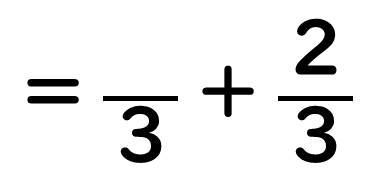 = /3 + 2/3